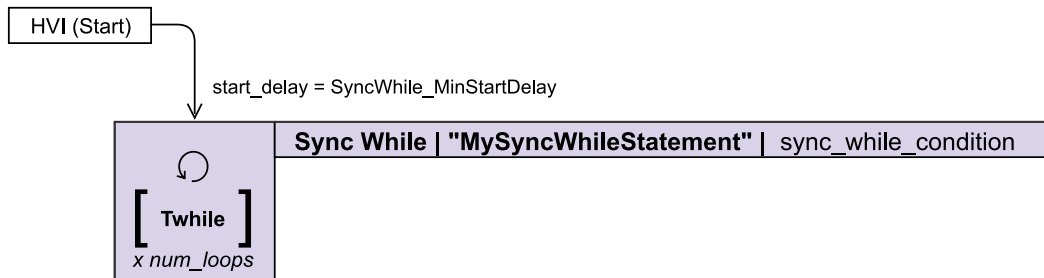 HVI (Start)
start_delay = SyncWhile_MinStartDelay
Sync While | "MySyncWhileStatement" | sync_while_condition
[ Twhile ]
x num_loops